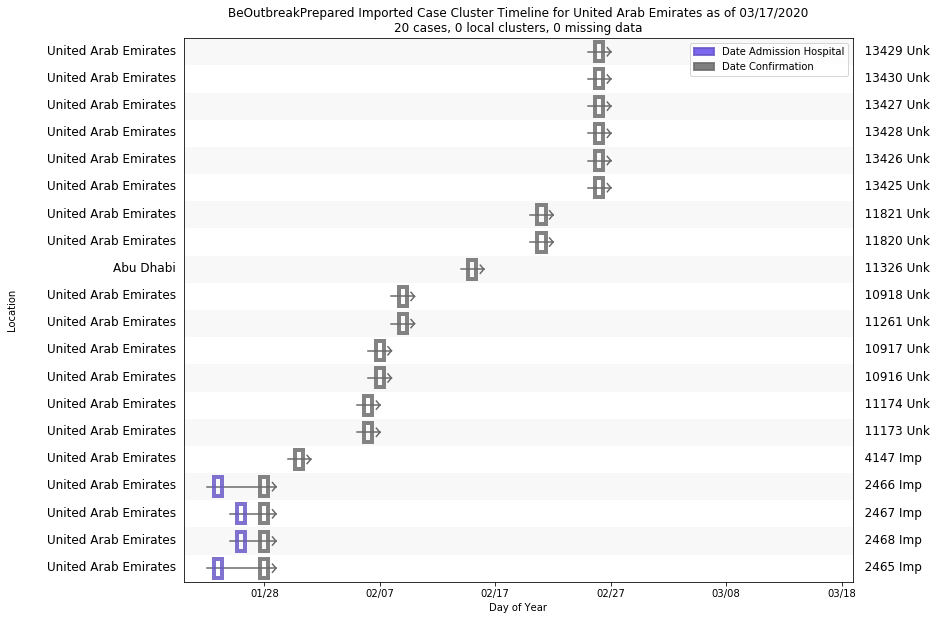 BeOutbreakPrepared Imported Case Cluster Timeline for United Arab Emirates as of 03/17/2020
20 cases, 0 local clusters, 0 missing data
Date Admission Hospital
Date Confirmation
United Arab Emirates 13429 Unk
United Arab Emirates 13430 Unk
United Arab Emirates 13427 Unk
United Arab Emirates 13428 Unk
United Arab Emirates 13426 Unk
United Arab Emirates 13425 Unk
United Arab Emirates 11821 Unk
United Arab Emirates 11820 Unk
Abu Dhabi 11326 Unk
United Arab Emirates 10918 Unk
United Arab Emirates 11261 Unk
United Arab Emirates 10917 Unk
United Arab Emirates 10916 Unk
United Arab Emirates 11174 Unk
United Arab Emirates 11173 Unk
United Arab Emirates 4147 Imp
United Arab Emirates 2466 Imp
United Arab Emirates 2467 Imp
United Arab Emirates 2468 Imp
United Arab Emirates 2465 Imp
Location
01/28 02/07 02/17 02/27 03/08 03/18
Day of Year